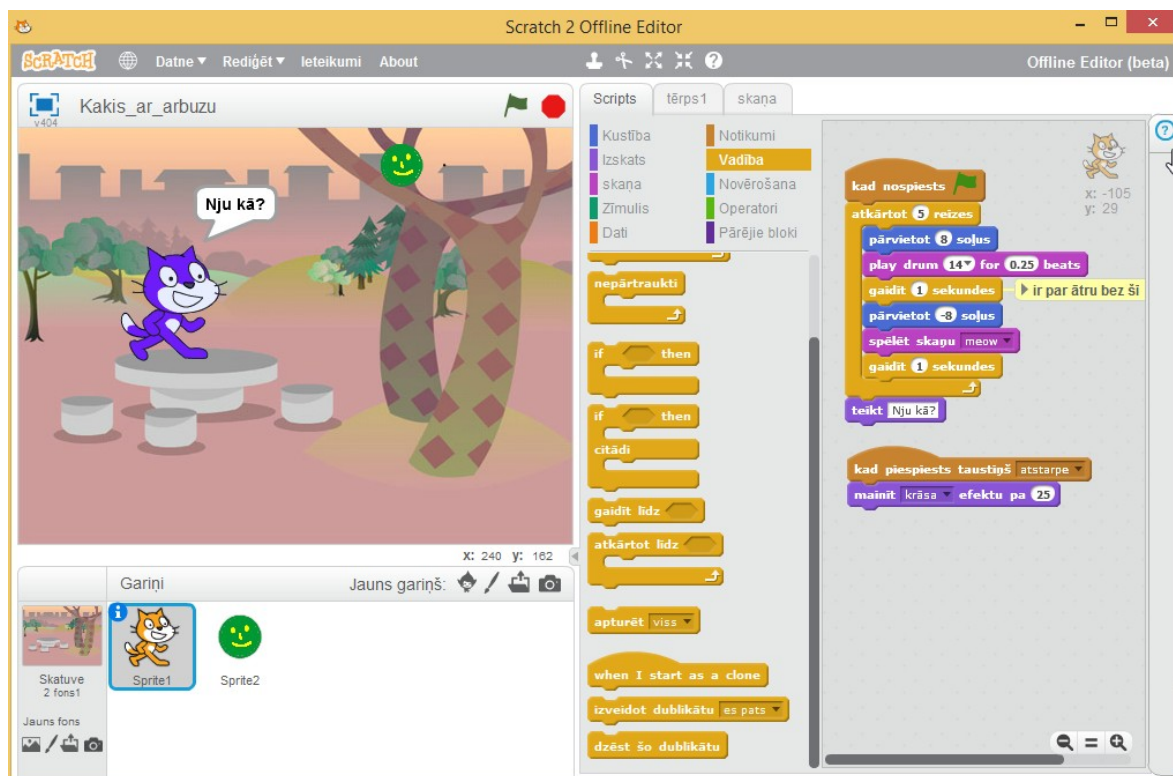 Scratch 2 Offline Editor
SCRATCH Datne Rediģēt Ieteikumi About Offline Editor (beta)
v404
Kakis_ar_arbuzu
Nju kā?
x: 240 y: 162
Gariņi Jauns gariņš:
Skatuve
2 fons1
Jauns fons
Sprite1
Sprite2
Scripts tērps1 skaņa
Kustība Notikumi
Izskats Vadība
skaņa Novērošana
Zīmulis Operatori
Dati Pārējie bloki
nepārtraukti
if then
if then
citādi
gaidīt līdz
atkārtot līdz
apturēt viss
when I start as a clone
izveidot dublikātu es pats
dzēst šo dublikātu
x: -105
y: 29
kad nospiests
atkārtot 5 reizes
pārvietot 8 soļus
play drum 14 for 0.25 beats
gaidīt 1 sekundes
ir par ātru bez ši
pārvietot -8 soļus
spēlēt skaņu meow
gaidīt 1 sekundes
teikt Nju kā?
kad piespiests taustiņš atstarpe
mainīt krāsa efektu pa 25